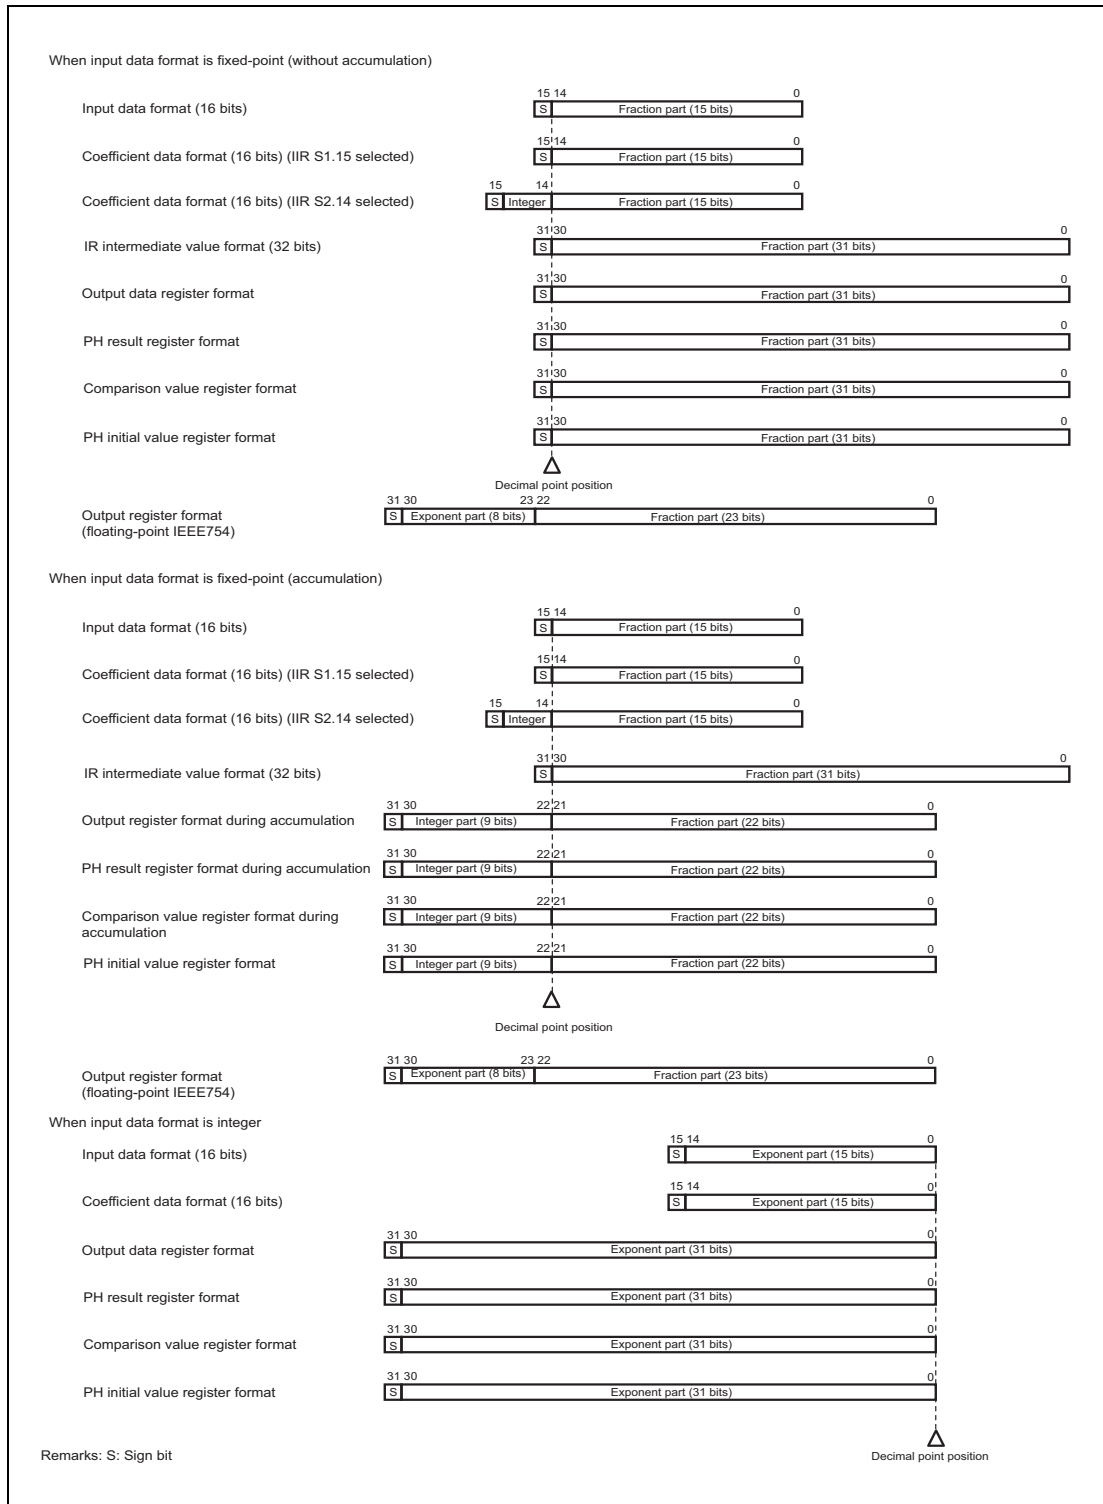 When input data format is fixed-point (without accumulation)
15 14 0
Input data format (16 bits) S Fraction part (15 bits)
15 14 0
Coefficient data format (16 bits) (IIR S1.15 selected) S Fraction part (15 bits)
15 14 0
Coefficient data format (16 bits) (IIR S2.14 selected) S Integer Fraction part (15 bits)
31 30 0
IR intermediate value format (32 bits) S Fraction part (31 bits)
31 30 0
Output data register format S Fraction part (31 bits)
31 30 0
PH result register format S Fraction part (31 bits)
31 30 0
Comparison value register format S Fraction part (31 bits)
31 30 0
PH initial value register format S Fraction part (31 bits)
Decimal point position
31 30 23 22 0
Output register format S Exponent part (8 bits) Fraction part (23 bits)
(floating-point IEEE754)
When input data format is fixed-point (accumulation)
15 14 0
Input data format (16 bits) S Fraction part (15 bits)
15 14 0
Coefficient data format (16 bits) (IIR S1.15 selected) S Fraction part (15 bits)
15 14 0
Coefficient data format (16 bits) (IIR S2.14 selected) S Integer Fraction part (15 bits)
31 30 0
IR intermediate value format (32 bits) S Fraction part (31 bits)
31 30 22 21 0
Output register format during accumulation S Integer part (9 bits) Fraction part (22 bits)
31 30 22 21 0
PH result register format during accumulation S Integer part (9 bits) Fraction part (22 bits)
31 30 22 21 0
Comparison value register format during S Integer part (9 bits) Fraction part (22 bits)
accumulation
31 30 22 21 0
PH initial value register format S Integer part (9 bits) Fraction part (22 bits)
Decimal point position
31 30 23 22 0
Output register format S Exponent part (8 bits) Fraction part (23 bits)
(floating-point IEEE754)
When input data format is integer
15 14 0
Input data format (16 bits) S Exponent part (15 bits)
15 14 0
Coefficient data format (16 bits) S Exponent part (15 bits)
31 30 0
Output data register format S Exponent part (31 bits)
31 30 0
PH result register format S Exponent part (31 bits)
31 30 0
Comparison value register format S Exponent part (31 bits)
31 30 0
PH initial value register format S Exponent part (31 bits)
Remarks: S: Sign bit Decimal point position